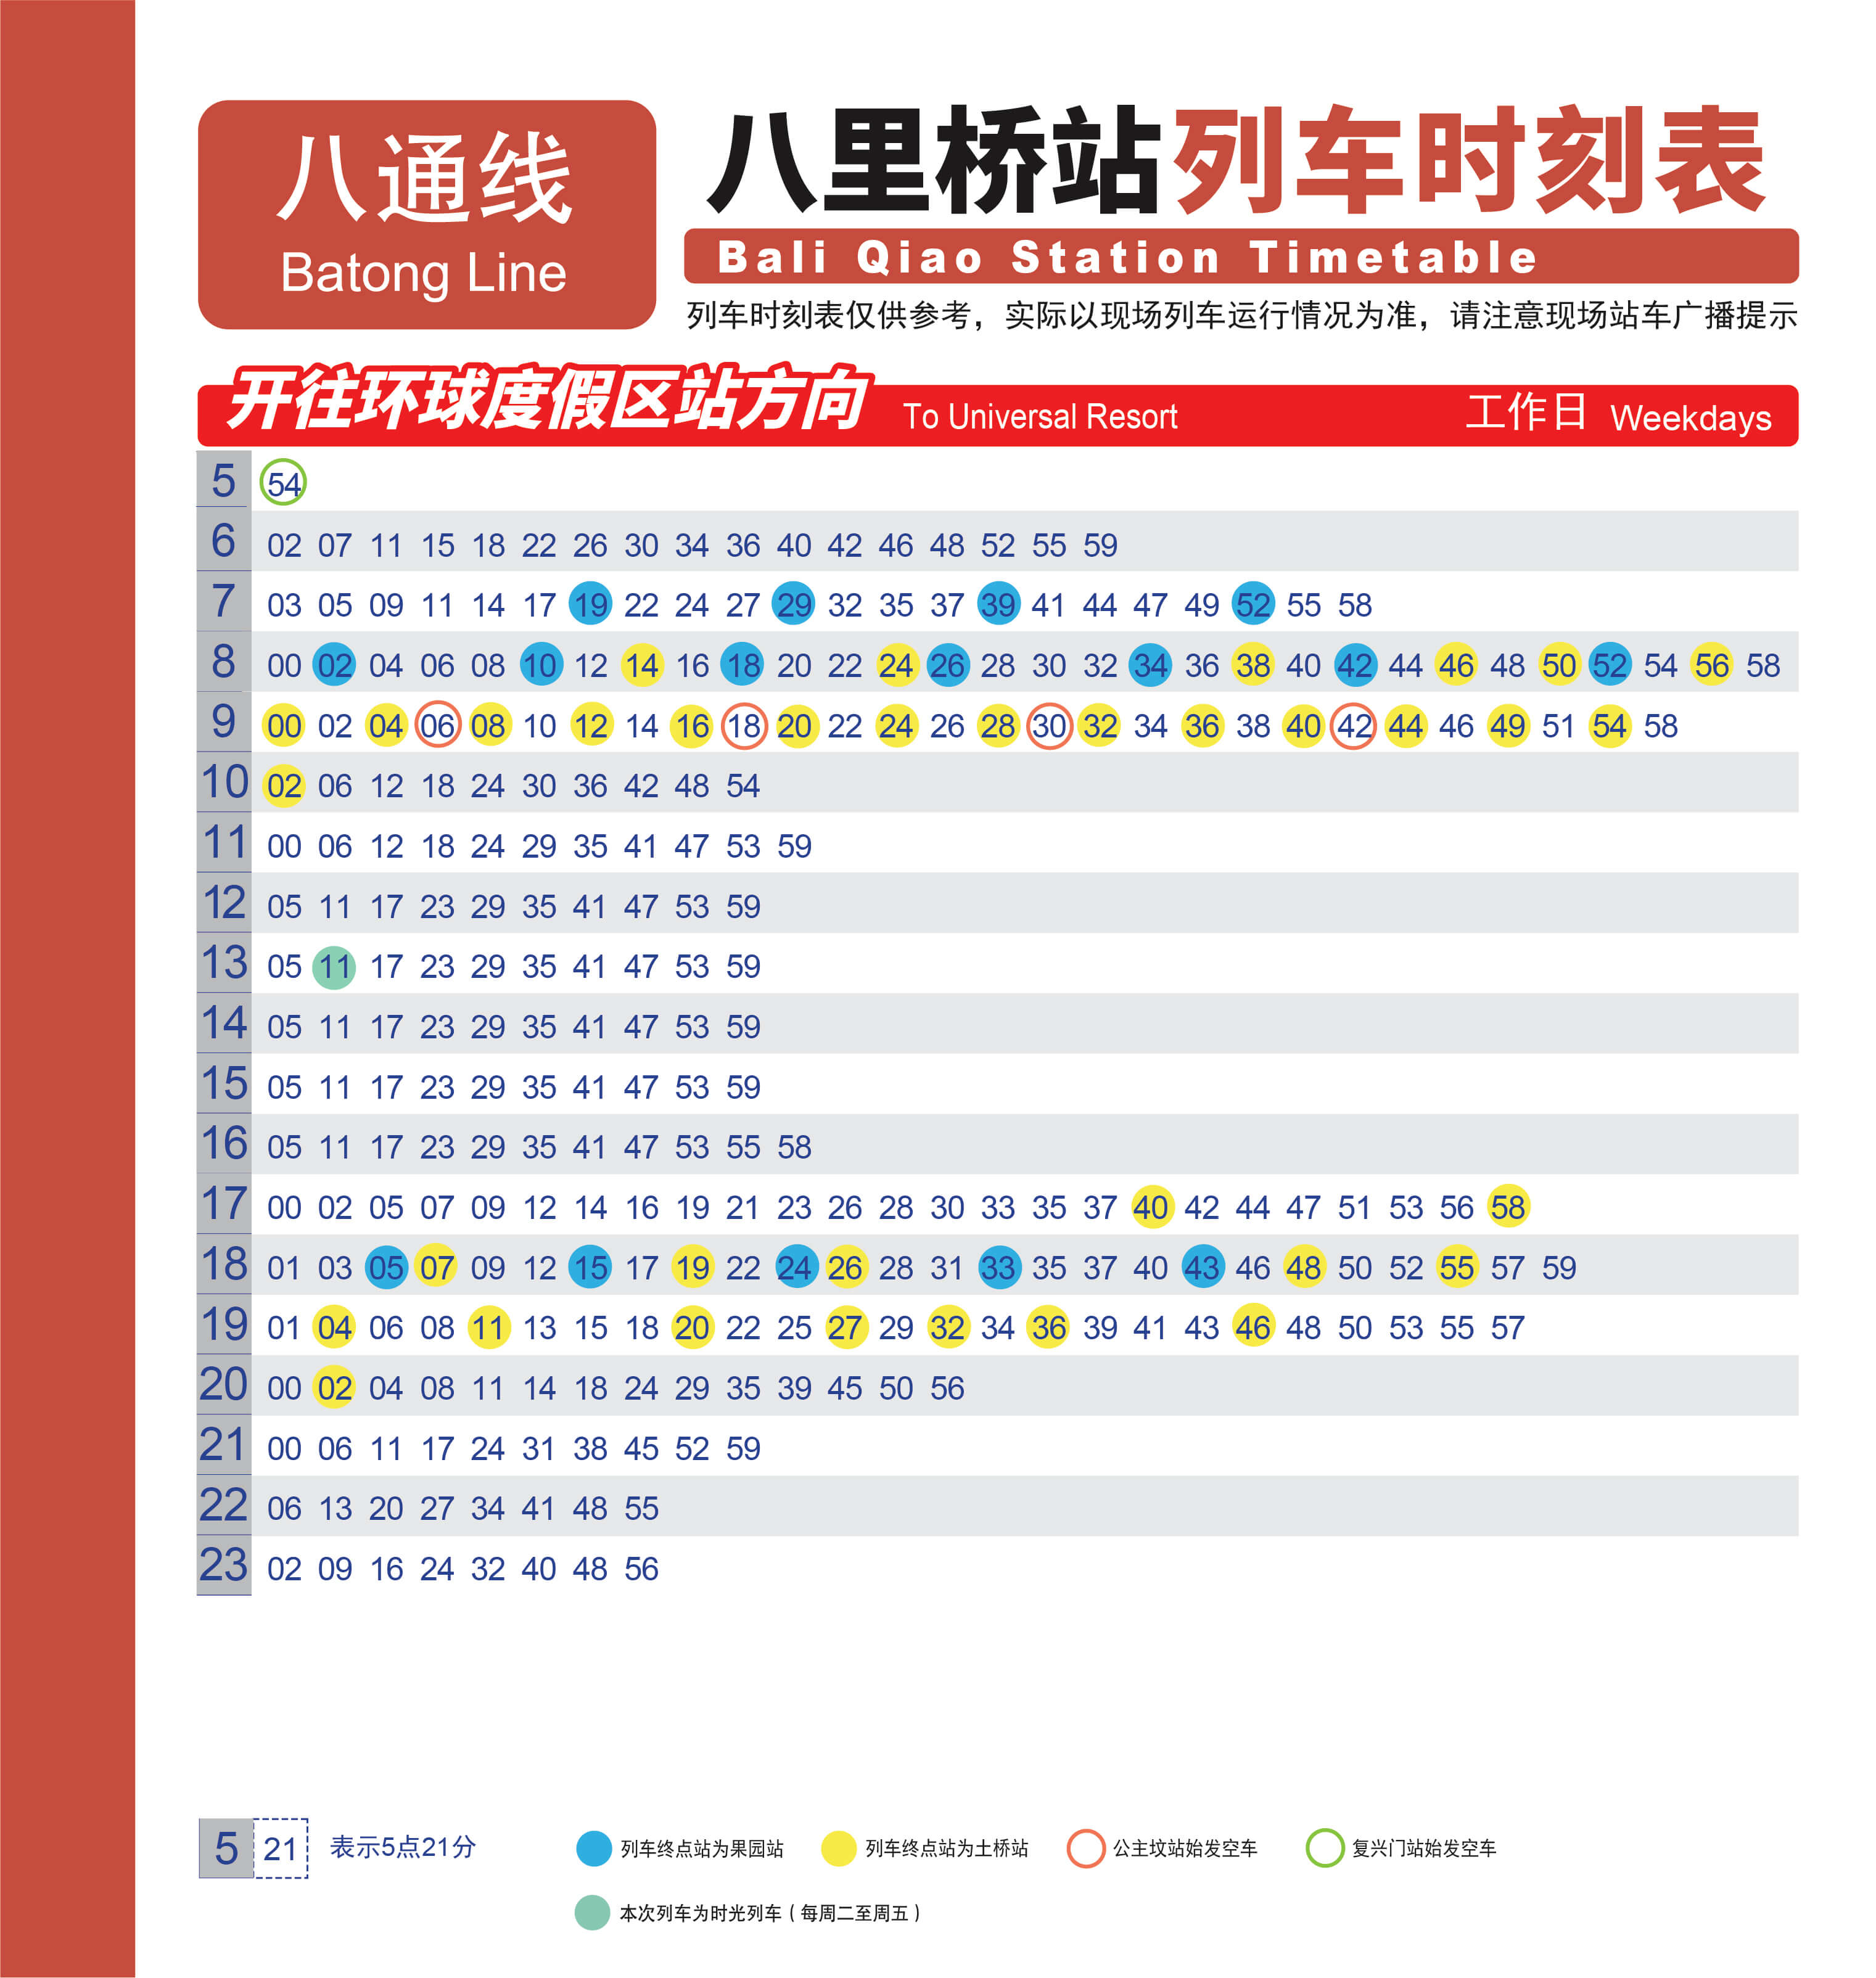 八通线
Batong Line
八里桥站列车时刻表
Bali Qiao Station Timetable
列车时刻表仅供参考，实际以现场列车运行情况为准，请注意现场站车广播提示
开往环球度假区站方向 To Universal Resort 工作日 Weekdays
5 54
6 02 07 11 15 18 22 26 30 34 36 40 42 46 48 52 55 59
7 03 05 09 11 14 17 19 22 24 27 29 32 35 37 39 41 44 47 49 52 55 58
8 00 02 04 06 08 10 12 14 16 18 20 22 24 26 28 30 32 34 36 38 40 42 44 46 48 50 52 54 56 58
9 00 02 04 06 08 10 12 14 16 18 20 22 24 26 28 30 32 34 36 38 40 42 44 46 49 51 54 58
10 02 06 12 18 24 30 36 42 48 54
11 00 06 12 18 24 29 35 41 47 53 59
12 05 11 17 23 29 35 41 47 53 59
13 05 11 17 23 29 35 41 47 53 59
14 05 11 17 23 29 35 41 47 53 59
15 05 11 17 23 29 35 41 47 53 59
16 05 11 17 23 29 35 41 47 53 55 58
17 00 02 05 07 09 12 14 16 19 21 23 26 28 30 33 35 37 40 42 44 47 51 53 56 58
18 01 03 05 07 09 12 15 17 19 22 24 26 28 31 33 35 37 40 43 46 48 50 52 55 57 59
19 01 04 06 08 11 13 15 18 20 22 25 27 29 32 34 36 39 41 43 46 48 50 53 55 57
20 00 02 04 08 11 14 18 24 29 35 39 45 50 56
21 00 06 11 17 24 31 38 45 52 59
22 06 13 20 27 34 41 48 55
23 02 09 16 24 32 40 48 56
5 21 表示5点21分 列车终点站为果园站 列车终点站为土桥站 公主坟站始发空车 复兴门站始发空车
本次列车为时光列车（每周二至周五）